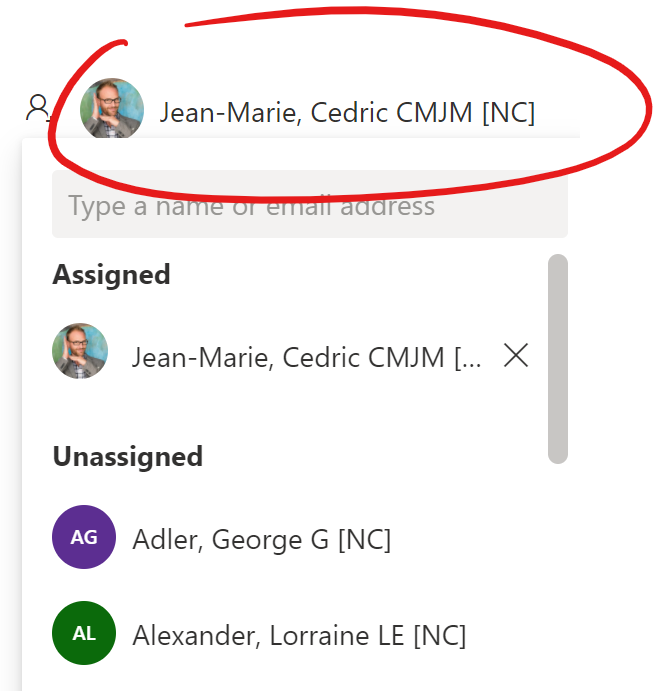 Jean-Marie, Cedric CMJM [NC]
Type a name or email address
Assigned
Jean-Marie, Cedric CMJM [...
Unassigned
AG Adler, George G [NC]
AL Alexander, Lorraine LE [NC]